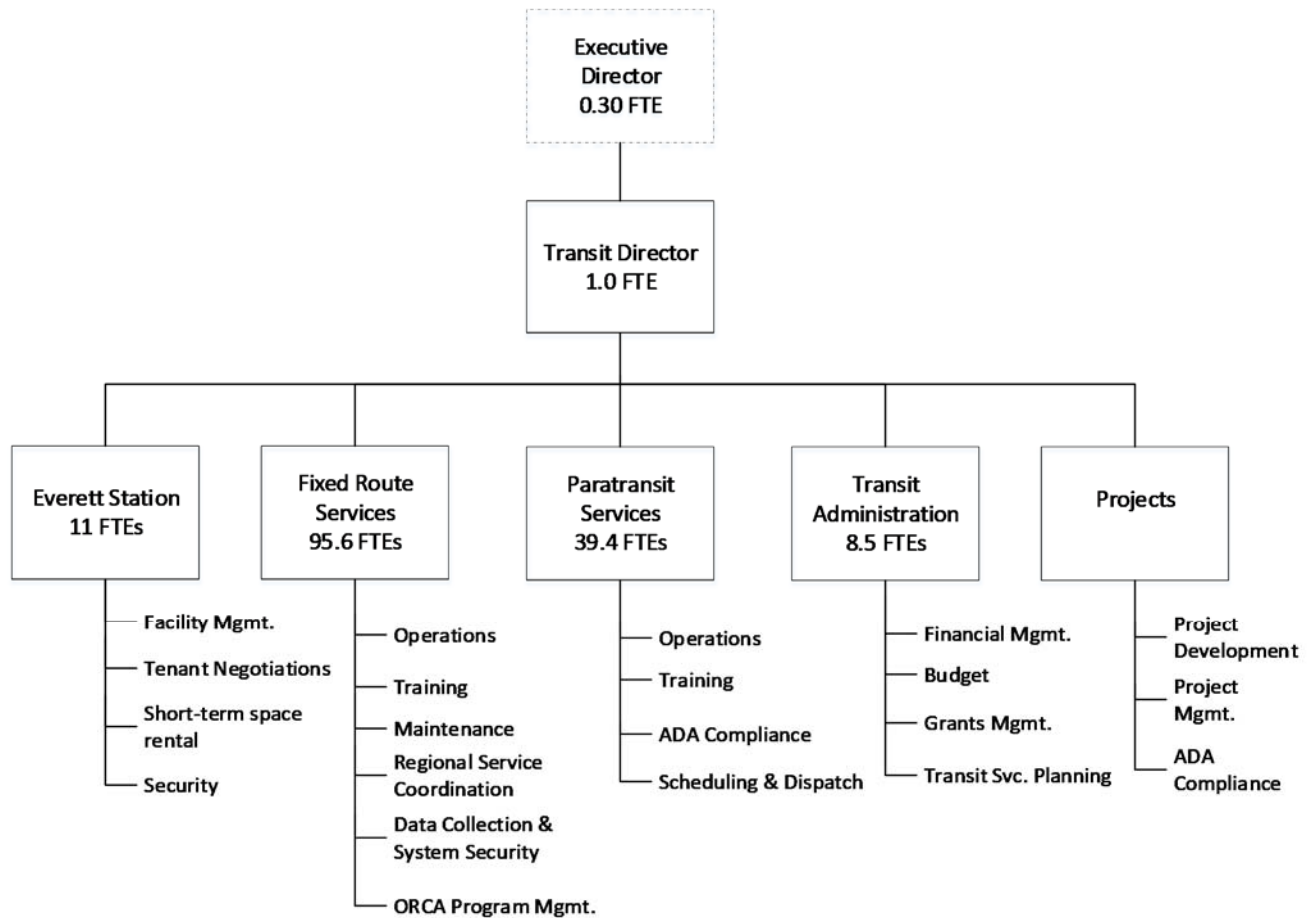 Executive
Director
0.30 FTE
Transit Director
1.0 FTE
Everett Station
11 FTEs
Fixed Route
Services
95.6 FTEs
Paratransit
Services
39.4 FTEs
Transit
Administration
8.5 FTEs
Projects
Facility Mgmt.
Tenant Negotiations
Short-term space
rental
Security
Operations
Training
Maintenance
Regional Service
Coordination
Data Collection &
System Security
ORCA Program Mgmt.
Operations
Training
ADA Compliance
Scheduling & Dispatch
Financial Mgmt.
Budget
Grants Mgmt.
Transit Svc. Planning
Project
Development
Project
Mgmt.
ADA
Compliance